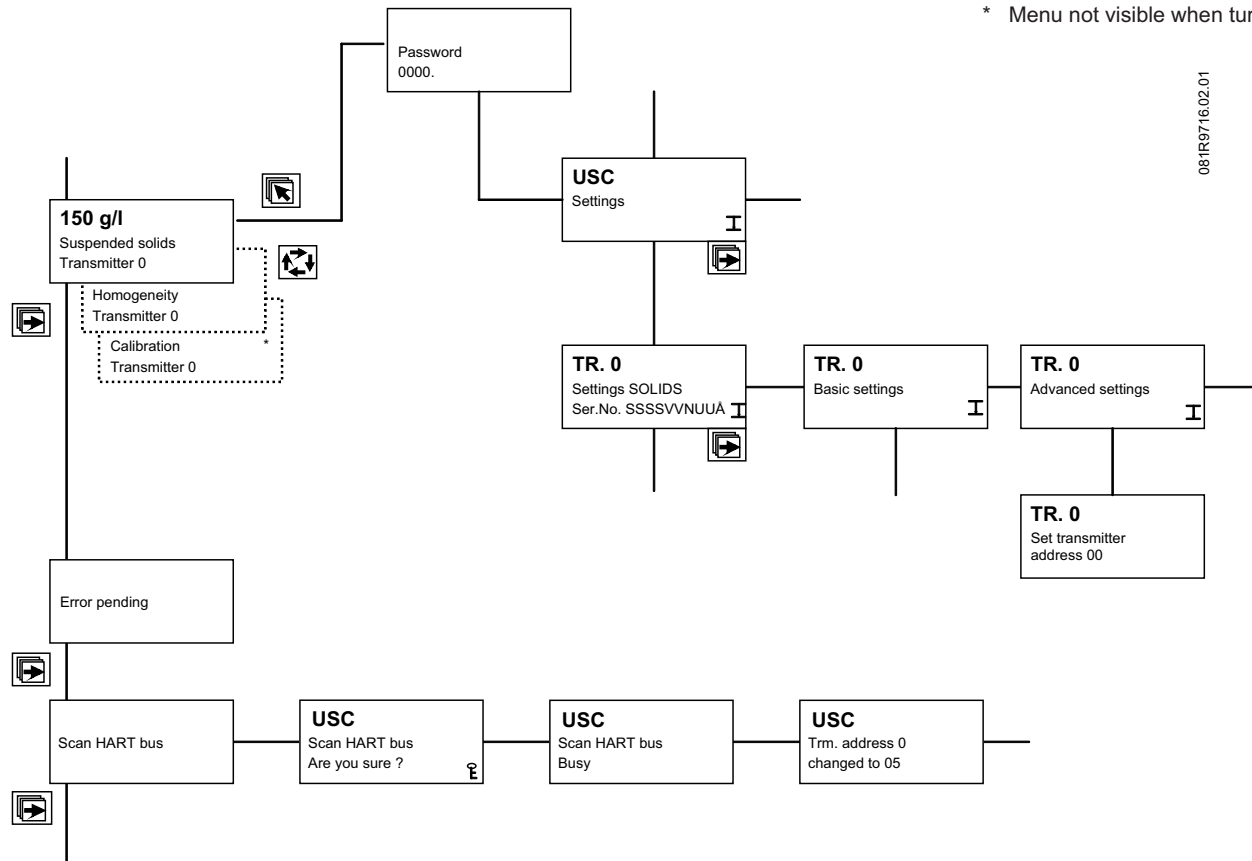 * Menu not visible when tur
081R9716.02.01
Password
0000.
USC
Settings
150 g/l
Suspended solids
Transmitter 0
Homogeneity
Transmitter 0
Calibration *
Transmitter 0
TR. 0
Settings SOLIDS
Ser.No. SSSSVVNUUÅ
TR. 0
Basic settings
TR. 0
Advanced settings
TR. 0
Set transmitter
address 00
Error pending
Scan HART bus
USC
Scan HART bus
Are you sure ?
USC
Scan HART bus
Busy
USC
Trm. address 0
changed to 05